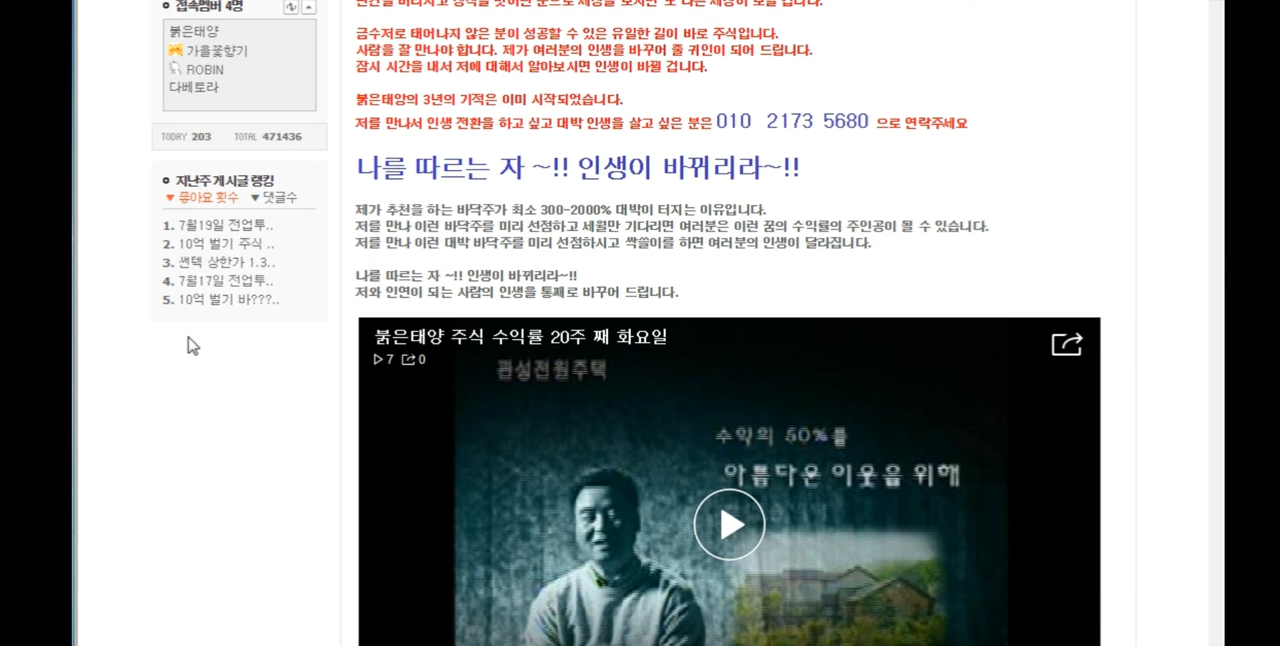 접속멤버 4명
붉은태양
가을꽃향기
ROBIN
다베토라
TODAY 203 TOTAL 471436
지난주 게시글 랭킹
▼ 좋아요 횟수 ▼ 댓글수
1. 7월19일 전업투..
2. 10억 벌기 주식 ..
3. 썬텍 상한가 1.3..
4. 7월17일 전업투..
5. 10억 벌기 바???..
금수저로 태어나지 않은 분이 성공할 수 있은 유일한 길이 바로 주식입니다.
사람을 잘 만나야 합니다. 제가 여러분의 인생을 바꾸어 줄 귀인이 되어 드립니다.
잠시 시간을 내서 저에 대해서 알아보시면 인생이 바뀔 겁니다.
붉은태양의 3년의 기적은 이미 시작되었습니다.
저를 만나서 인생 전환을 하고 싶고 대박 인생을 살고 싶은 분은 010 2173 5680 으로 연락주세요
나를 따르는 자 ~!! 인생이 바뀌리라~!!
제가 추천을 하는 바닥주가 최소 300-2000% 대박이 터지는 이유입니다.
저를 만나 이런 바닥주를 미리 선점하고 세월만 기다리면 여러분은 이런 꿈의 수익률의 주인공이 될 수 있습니다.
저를 만나 이런 대박 바닥주를 미리 선점하시고 싹쓸이를 하면 여러분의 인생이 달라집니다.
나를 따르는 자 ~!! 인생이 바뀌리라~!!
저와 인연이 되는 사람의 인생을 통째로 바꾸어 드립니다.
붉은태양 주식 수익률 20주 째 화요일
7 0
관심전원주택
수익의 50%를
아름다운 이웃을 위해